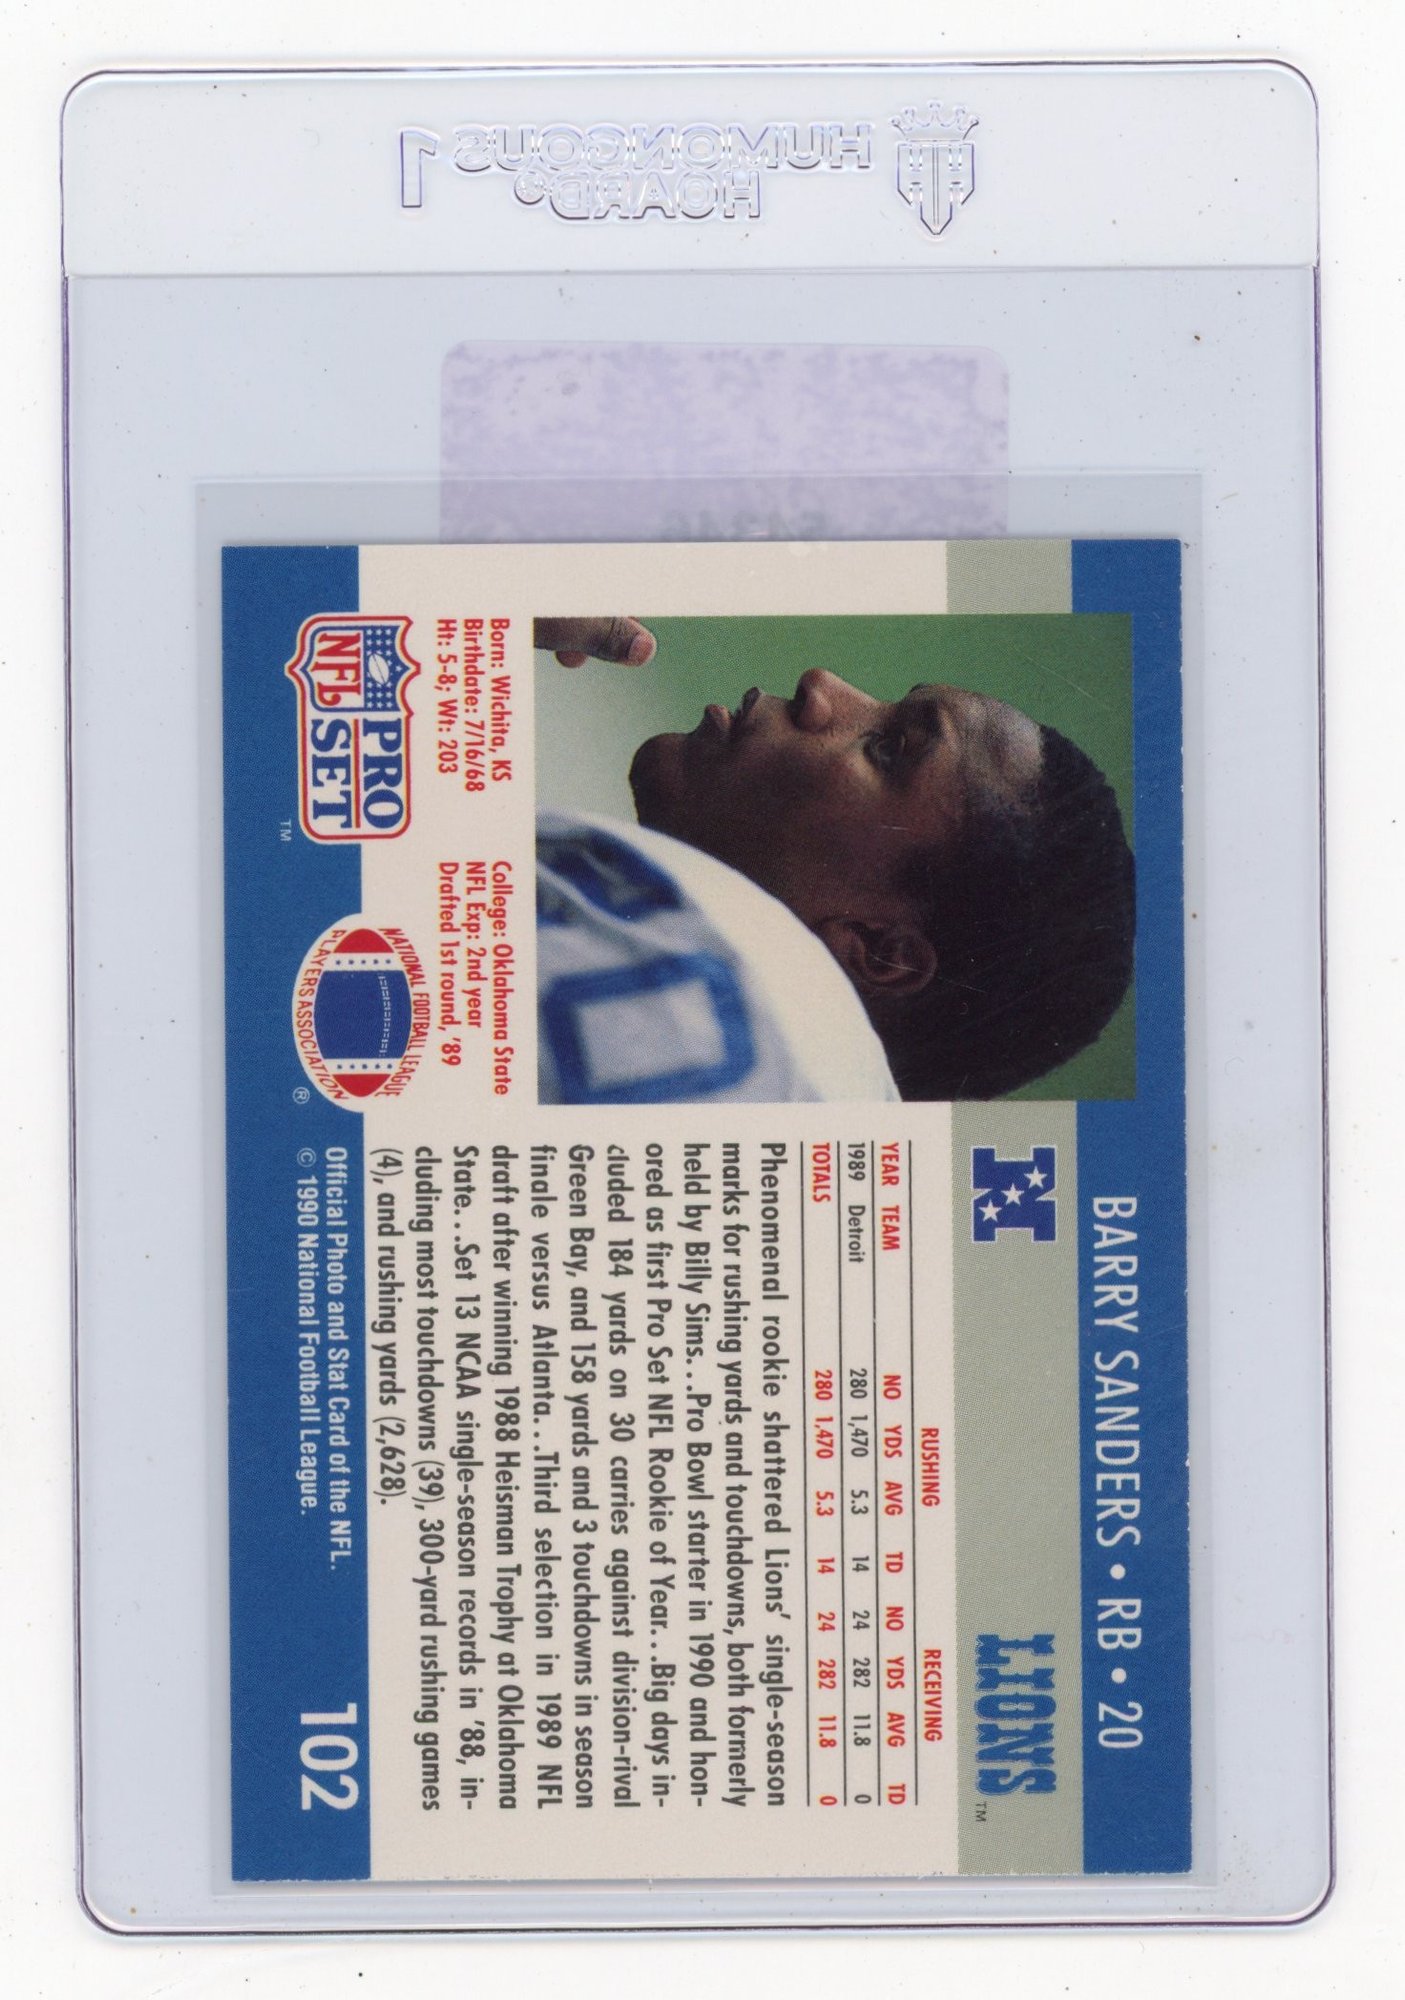 HUMONGOUS
HOARD®
1
BARRY SANDERS • RB • 20
N
LIONS™
RUSHING RECEIVING
YEAR TEAM NO YDS AVG TD NO YDS AVG TD
1989 Detroit 280 1,470 5.3 14 24 282 11.8 0
TOTALS 280 1,470 5.3 14 24 282 11.8 0
Phenomenal rookie shattered Lions' single-season
marks for rushing yards and touchdowns, both formerly
held by Billy Sims. . .Pro Bowl starter in 1990 and hon-
ored as first Pro Set NFL Rookie of Year. . .Big days in-
cluded 184 yards on 30 carries against division-rival
Green Bay, and 158 yards and 3 touchdowns in season
finale versus Atlanta. . .Third selection in 1989 NFL
draft after winning 1988 Heisman Trophy at Oklahoma
State. . .Set 13 NCAA single-season records in '88, in-
cluding most touchdowns (39), 300-yard rushing games
(4), and rushing yards (2,628).
Born: Wichita, KS
Birthdate: 7/16/68
Ht: 5-8; Wt: 203
College: Oklahoma State
NFL Exp: 2nd year
Drafted 1st round, '89
NFL PRO SET™
NATIONAL FOOTBALL LEAGUE
PLAYERS ASSOCIATION®
Official Photo and Stat Card of the NFL.
© 1990 National Football League.
102